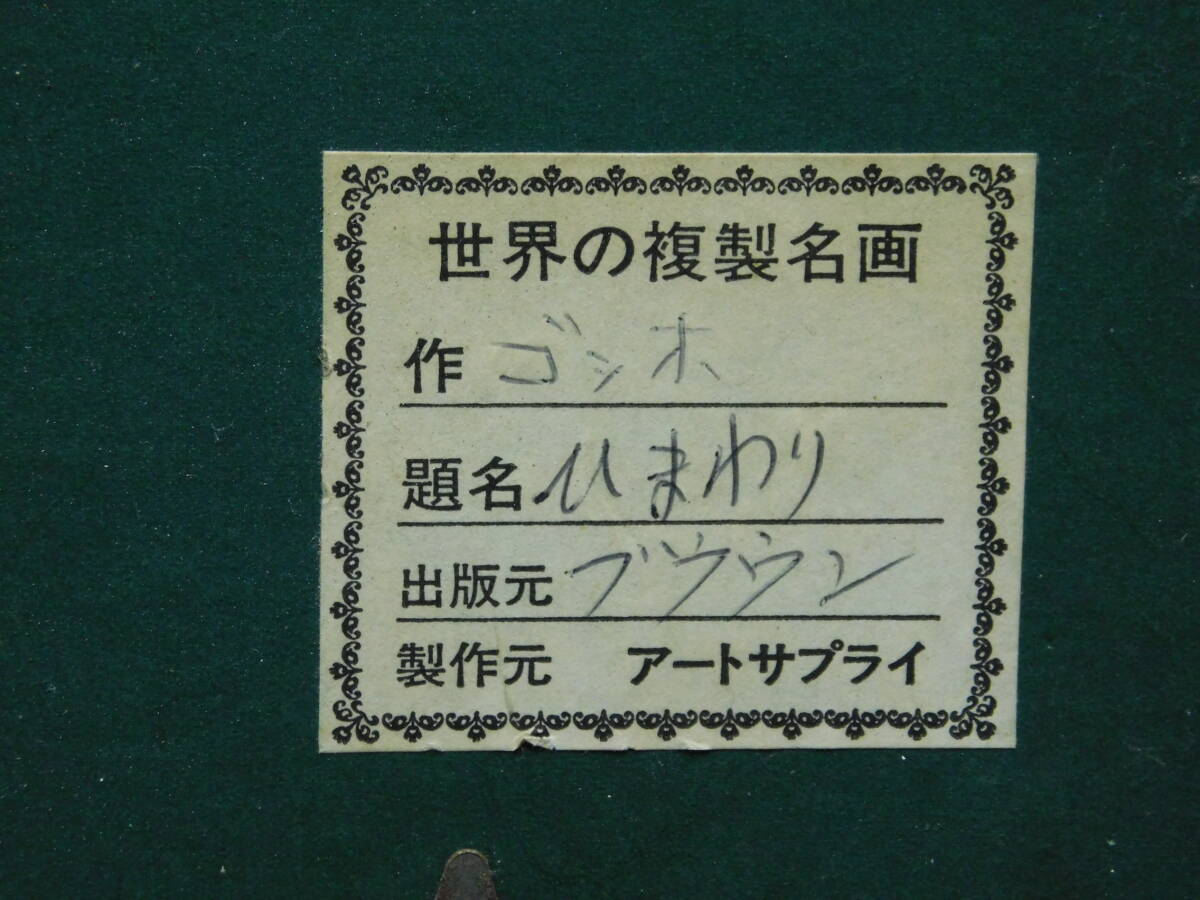 世界の複製名画
作 ゴッホ
題名 ひまわり
出版元 ブラウン
製作元 アートサプライ